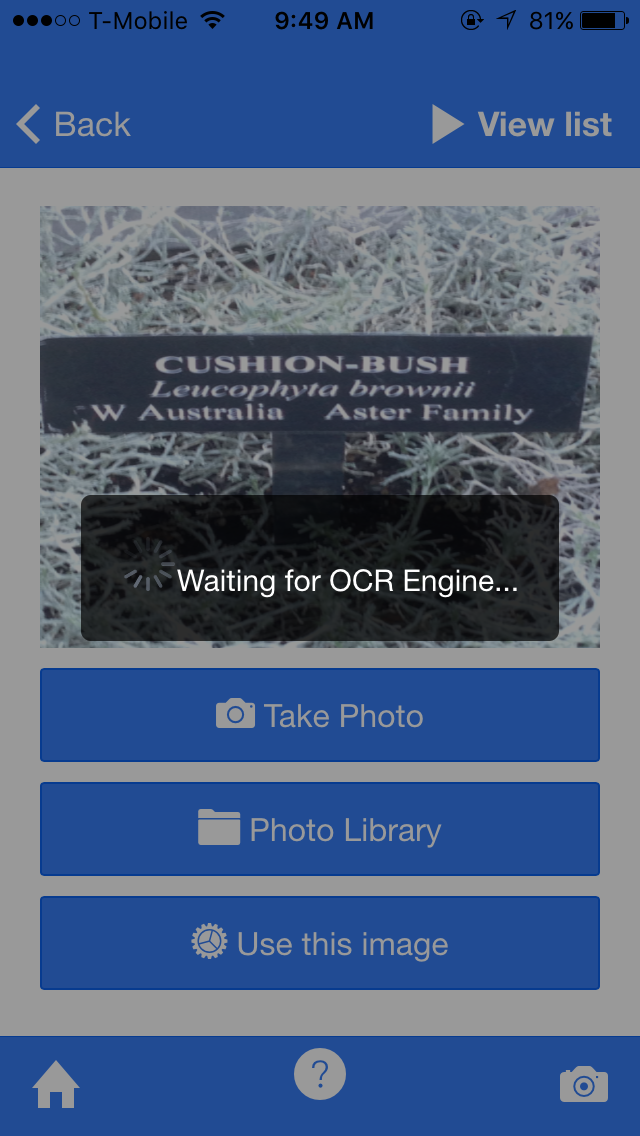 T-Mobile 9:49 AM 81%
Back View list
CUSHION-BUSH
Leucophyta brownii
W Australia Aster Family
Waiting for OCR Engine...
Take Photo
Photo Library
Use this image
?